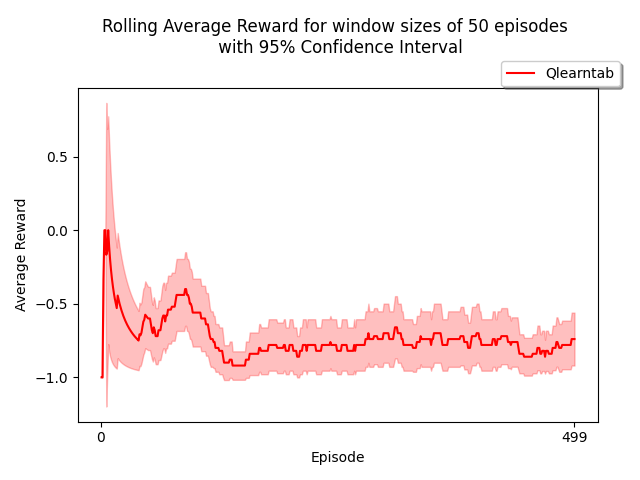 Rolling Average Reward for window sizes of 50 episodes
with 95% Confidence Interval
Qlearntab
0.5
0.0
−0.5
−1.0
Average Reward
0
499
Episode